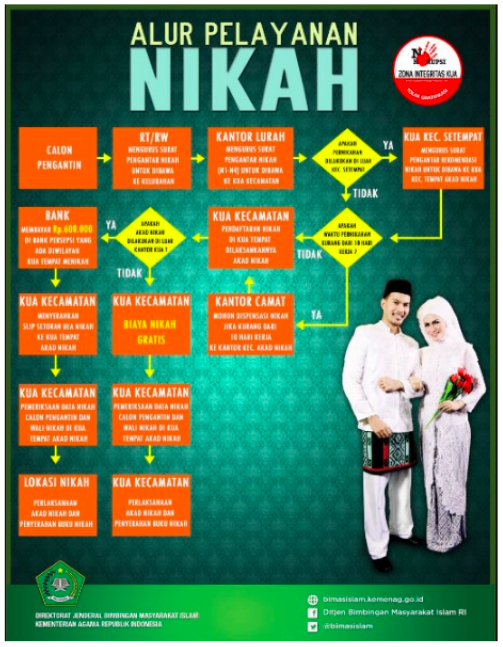 ALUR PELAYANAN
NIKAH
NO KORUPSI
ZONA INTEGRITAS KUA
TOLAK GRATIFIKASI
CALON
PENGANTIN
RT/RW
MENGURUS SURAT
PENGANTAR NIKAH
UNTUK DIBAWA
KE KELURAHAN
KANTOR LURAH
MENGURUS SURAT
PENGANTAR NIKAH
(N1-N4) UNTUK DIBAWA
KE KUA KECAMATAN
APAKAH
PERNIKAHAN
DILAKUKAN DI LUAR
KEC. SETEMPAT
YA
TIDAK
KUA KEC. SETEMPAT
MENGURUS SURAT
PENGANTAR REKOMENDASI
NIKAH UNTUK DIBAWA KE KUA
KEC. TEMPAT AKAD NIKAH
BANK
MEMBAYAR Rp.600.000
DI BANK PERSEPSI YANG
ADA DIWILAYAH
KUA TEMPAT MENIKAH
YA
APAKAH
AKAD NIKAH
DILAKUKAN DI LUAR
KANTOR KUA ?
TIDAK
KUA KECAMATAN
PENDAFTARAN NIKAH
DI KUA TEMPAT
DILAKSANAKANNYA
AKAD NIKAH
TIDAK
APAKAH
WAKTU PERNIKAHAN
KURANG DARI 10 HARI
KERJA ?
YA
KUA KECAMATAN
MENYERAHKAN
SLIP SETORAN BEA NIKAH
KE KUA TEMPAT
AKAD NIKAH
KUA KECAMATAN
BIAYA NIKAH
GRATIS
KANTOR CAMAT
MOHON DISPENSASI NIKAH
JIKA KURANG DARI
10 HARI KERJA
KE KANTOR KEC. AKAD NIKAH
KUA KECAMATAN
PEMERIKSAAN DATA NIKAH
CALON PENGANTIN DAN
WALI NIKAH DI KUA
TEMPAT AKAD NIKAH
KUA KECAMATAN
PEMERIKSAAN DATA NIKAH
CALON PENGANTIN DAN
WALI NIKAH DI KUA
TEMPAT AKAD NIKAH
LOKASI NIKAH
PERLAKSANAAN
AKAD NIKAH DAN
PENYERAHAN BUKU NIKAH
KUA KECAMATAN
PERLAKSANAAN
AKAD NIKAH DAN
PENYERAHAN BUKU NIKAH
DIREKTORAT JENDERAL BIMBINGAN MASYARAKAT ISLAM
KEMENTERIAN AGAMA REPUBLIK INDONESIA
bimasislam.kemenag.go.id
Ditjen Bimbingan Masyarakat Islam RI
@bimasislam